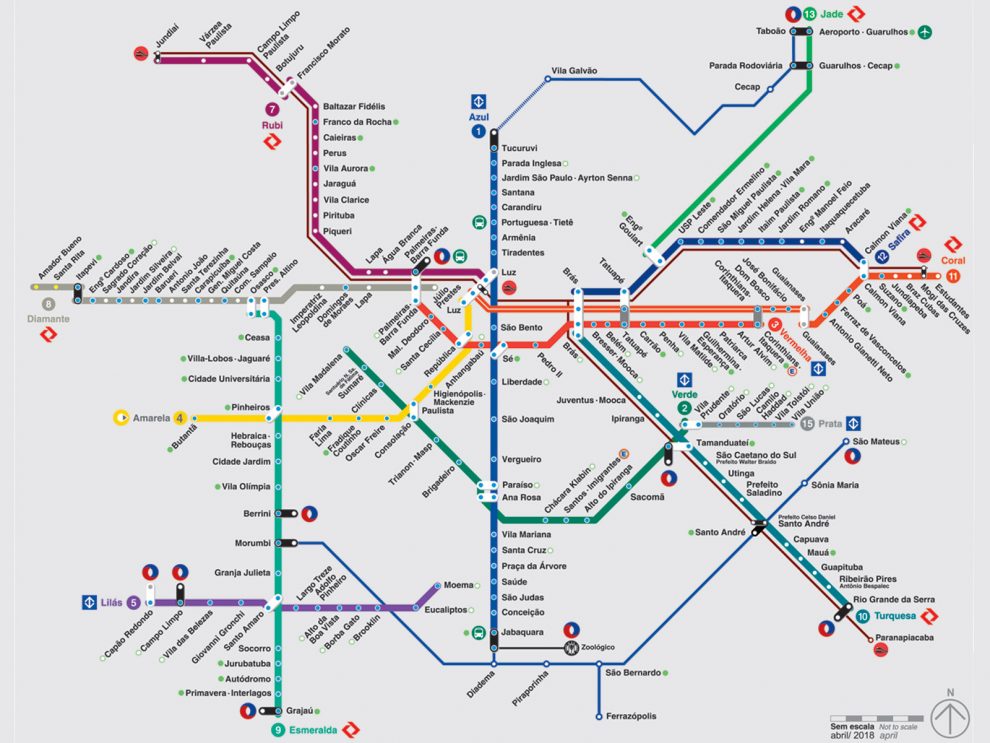 13 Jade
Taboão
Aeroporto · Guarulhos
Parada Rodoviária
Guarulhos · Cecap
Cecap
Vila Galvão
Jundiaí
Várzea
Paulista
Campo Limpo
Paulista
Botujuru
Francisco Morato
7
Rubi
Baltazar Fidélis
Franco da Rocha
Caieiras
Perus
Vila Aurora
Jaraguá
Vila Clarice
Pirituba
Piqueri
Lapa
Água Branca
Palmeiras-
Barra Funda
Azul
1
Tucuruvi
Parada Inglesa
Jardim São Paulo · Ayrton Senna
Santana
Carandiru
Portuguesa · Tietê
Armênia
Tiradentes
Luz
São Bento
Sé
Liberdade
São Joaquim
Vergueiro
Paraíso
Ana Rosa
Vila Mariana
Santa Cruz
Praça da Árvore
Saúde
São Judas
Conceição
Jabaquara
Zoológico
Engº
Goulart
USP Leste
Comendador Ermelino
São Miguel Paulista
Jardim Helena · Vila Mara
Itaim Paulista
Jardim Romano
Engº Manoel Feio
Itaquaquecetuba
Aracaré
Calmon Viana
12
Safira
Coral
11
Estudantes
Mogi das Cruzes
Braz Cubas
Jundiapeba
Suzano
Calmon Viana
Poá
Ferraz de Vasconcelos
Antonio Gianetti Neto
Guaianases
José Bonifácio
Dom Bosco
Corinthians-
Itaquera
Guaianases
Brás
Tatuapé
3
Vermelha
Brás
Bresser · Mooca
Belém
Tatuapé
Carrão
Penha
Vila Matilde
Guilhermina-
Esperança
Patriarca
Artur
Alvim
Corinthians-
Itaquera
Pedro II
Anhangabaú
República
Santa Cecília
Mal. Deodoro
Palmeiras-
Barra Funda
Júlio
Prestes
Luz
Amador Bueno
Santa Rita
Itapevi
8
Diamante
Engº Cardoso
Sagrado Coração
Jandira
Jardim Silveira
Jardim Belval
Barueri
Antonio João
Santa Terezinha
Carapicuíba
Gen. Miguel Costa
Quitaúna
Com. Sampaio
Osasco
Pres. Altino
Imperatriz
Leopoldina
Domingos
de Moraes
Lapa
Ceasa
Villa-Lobos · Jaguaré
Cidade Universitária
Pinheiros
Hebraica-
Rebouças
Cidade Jardim
Vila Olímpia
Berrini
Morumbi
Granja Julieta
Santo Amaro
Socorro
Jurubatuba
Autódromo
Primavera · Interlagos
Grajaú
9 Esmeralda
Amarela 4
Butantã
Faria
Lima
Fradique
Coutinho
Oscar Freire
Paulista
Higienópolis-
Mackenzie
Vila Madalena
Sumaré
Clínicas
Consolação
Trianon · Masp
Brigadeiro
Chácara Klabin
Santos · Imigrantes
Alto do Ipiranga
Sacomã
Verde
2
Vila
Prudente
Oratório
São Lucas
Camilo
Haddad
Vila Tolstói
Vila União
15 Prata
Juventus · Mooca
Ipiranga
Tamanduateí
São Caetano do Sul
Prefeito Walter Braido
Utinga
Prefeito
Saladino
Prefeito Celso Daniel
Santo André
Capuava
Mauá
Guapituba
Ribeirão Pires
Antônio Bespalec
Rio Grande da Serra
10
Turquesa
Paranapiacaba
São Mateus
Sônia Maria
Santo André
Lilás 5
Capão Redondo
Campo Limpo
Vila das Belezas
Giovanni Gronchi
Largo Treze
Adolfo
Pinheiro
Alto da
Boa Vista
Borba Gato
Brooklin
Moema
Eucaliptos
Diadema
Piraporinha
São Bernardo
Ferrazópolis
N
Sem escala Not to scale
abril/ 2018 april